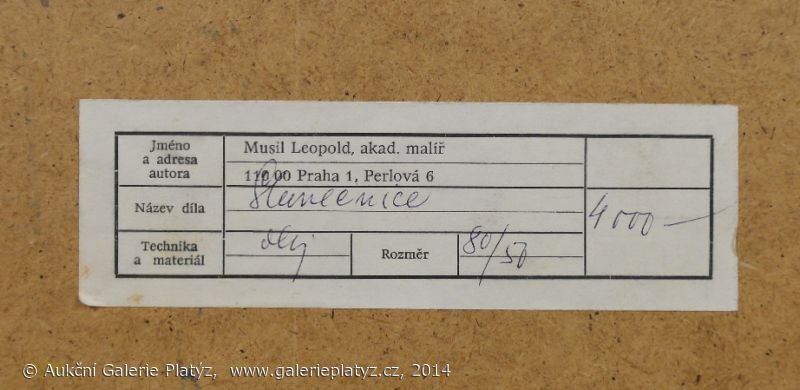 Jméno
a adresa
autora
Musil Leopold, akad. malíř
110 00 Praha 1, Perlová 6
Název díla
Slunečnice
4000 —
Technika
a materiál
olej
Rozměr
80/50
© Aukční Galerie Platýz, www.galerieplatyz.cz, 2014